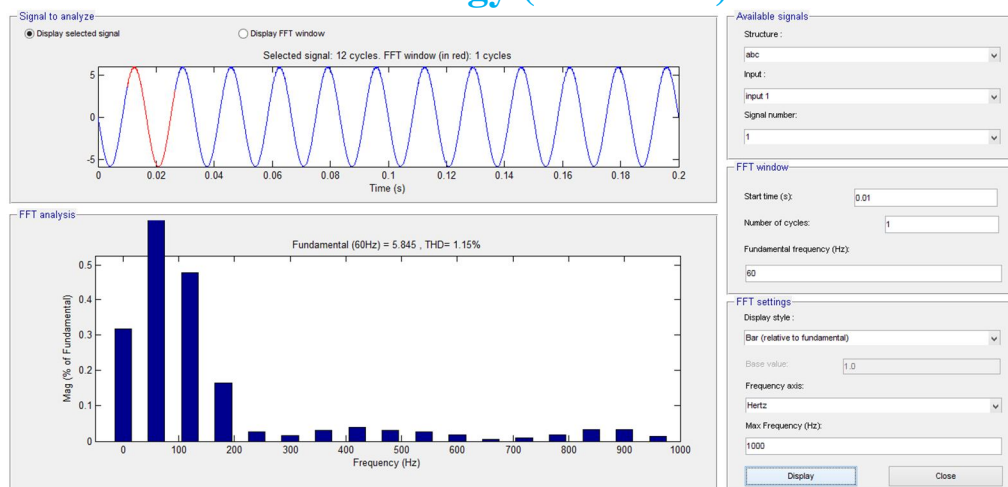 Signal to analyze
Display selected signal
Display FFT window
Selected signal: 12 cycles. FFT window (in red): 1 cycles
5
0
-5
0 0.02 0.04 0.06 0.08 0.1 0.12 0.14 0.16 0.18 0.2
Time (s)
FFT analysis
Fundamental (60Hz) = 5.845 , THD= 1.15%
0.5
0.4
0.3
0.2
0.1
0
Mag (% of Fundamental)
0 100 200 300 400 500 600 700 800 900 1000
Frequency (Hz)
Available signals
Structure :
abc
Input :
input 1
Signal number:
1
FFT window
Start time (s): 0.01
Number of cycles: 1
Fundamental frequency (Hz):
60
FFT settings
Display style :
Bar (relative to fundamental)
Base value: 1.0
Frequency axis:
Hertz
Max Frequency (Hz):
1000
Display
Close